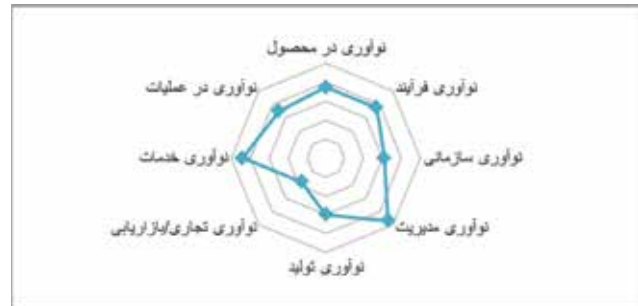 نوآوری در محصول
نوآوری در عملیات
نوآوری فرآیند
نوآوری خدمات
نوآوری سازمانی
نوآوری تجاری/بازاریابی
نوآوری مدیریت
نوآوری تولید